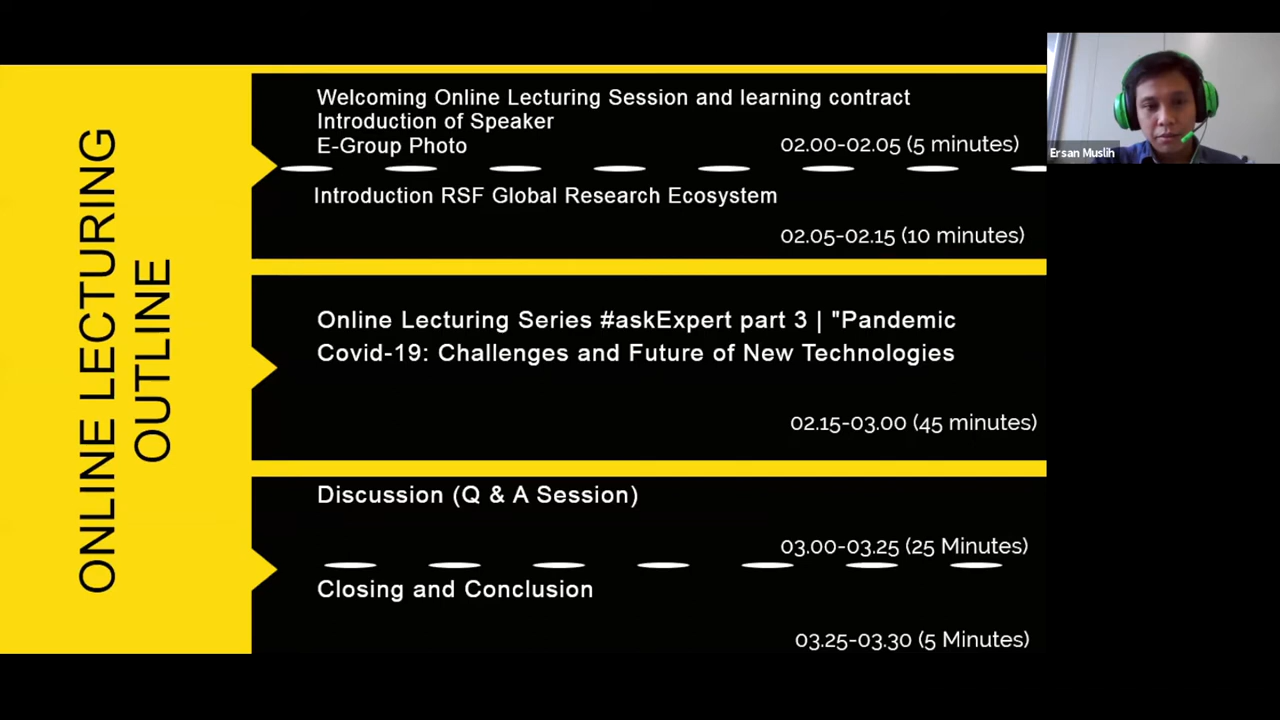 ONLINE LECTURING
OUTLINE
Welcoming Online Lecturing Session and learning contract
Introduction of Speaker
E-Group Photo
02.00-02.05 (5 minutes)
Introduction RSF Global Research Ecosystem
02.05-02.15 (10 minutes)
Online Lecturing Series #askExpert part 3 | "Pandemic
Covid-19: Challenges and Future of New Technologies
02.15-03.00 (45 minutes)
Discussion (Q & A Session)
03.00-03.25 (25 Minutes)
Closing and Conclusion
03.25-03.30 (5 Minutes)
Ersan Muslih